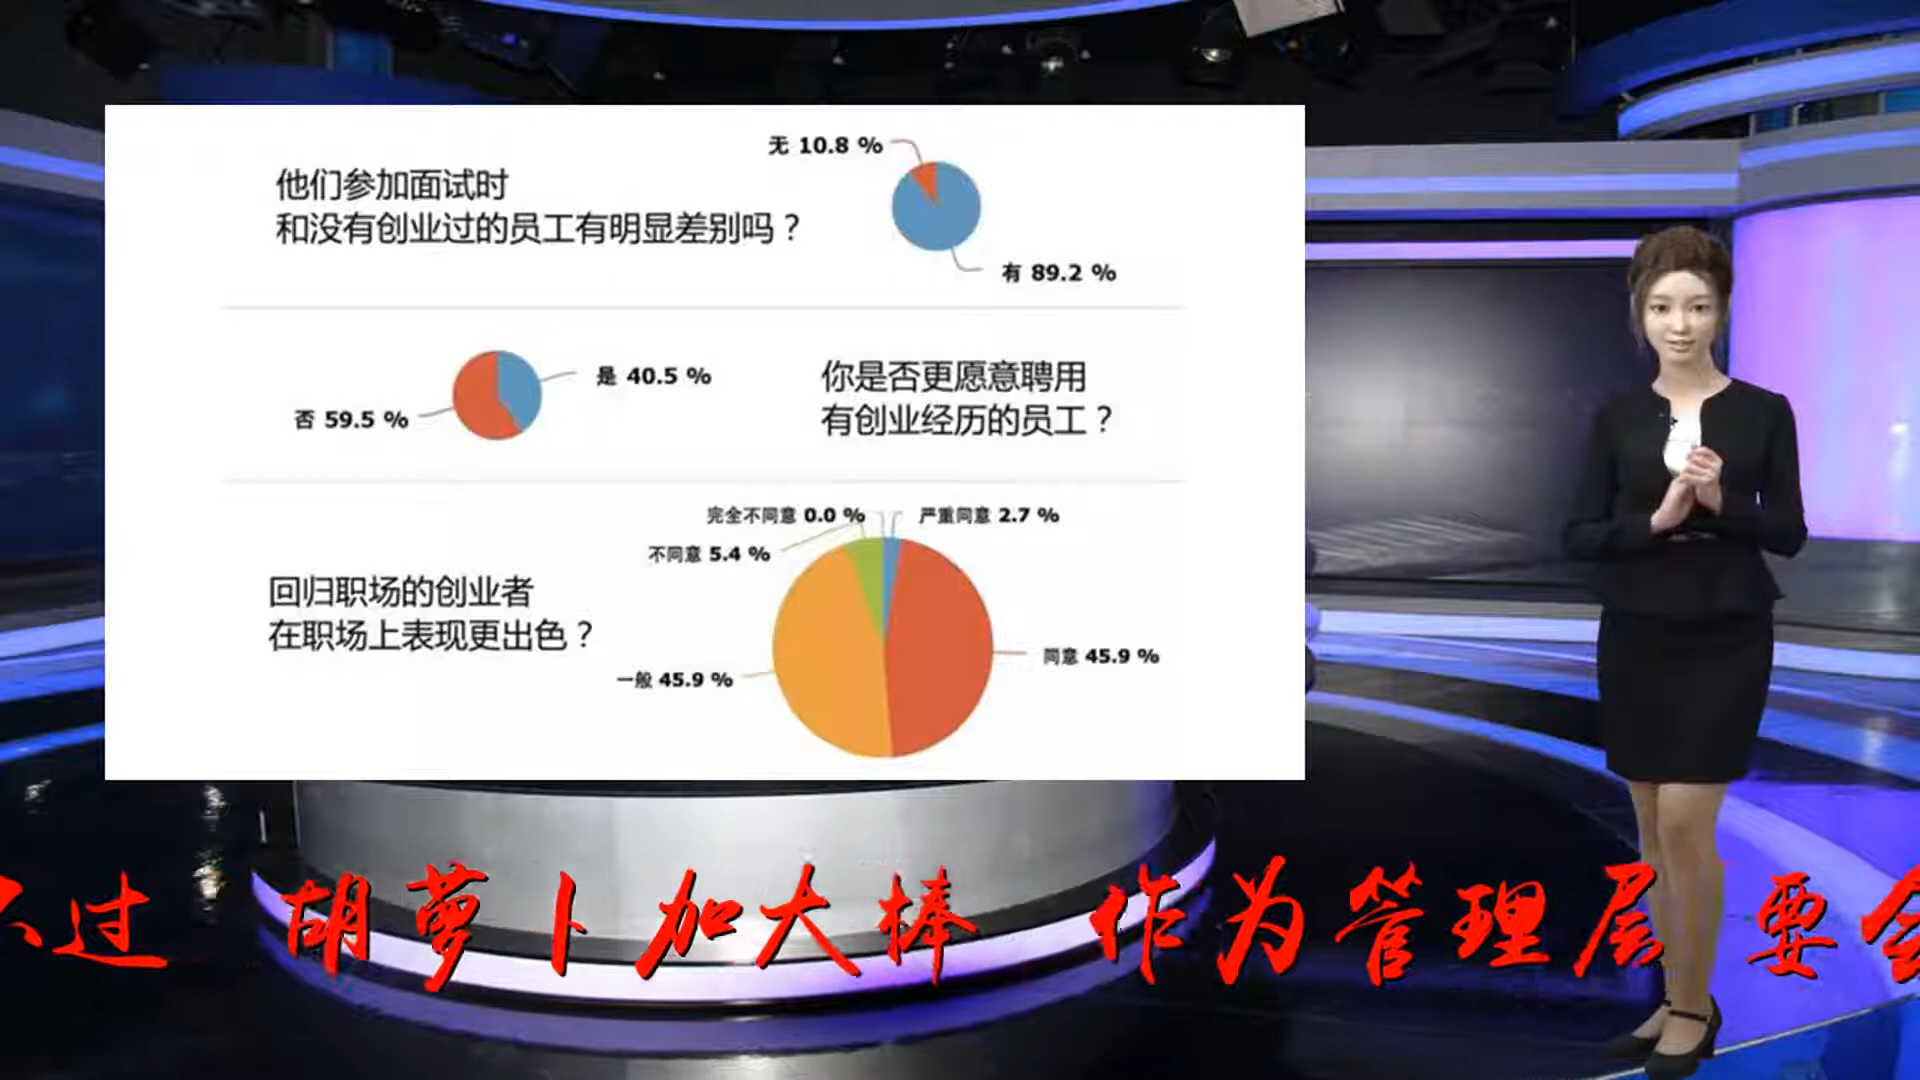 无 10.8 %
他们参加面试时
和没有创业过的员工有明显差别吗？
有 89.2 %
是 40.5 %
否 59.5 %
你是否更愿意聘用
有创业经历的员工？
完全不同意 0.0 %
严重同意 2.7 %
不同意 5.4 %
回归职场的创业者
在职场上表现更出色？
同意 45.9 %
一般 45.9 %
过 胡萝卜加大棒 作为管理层 要